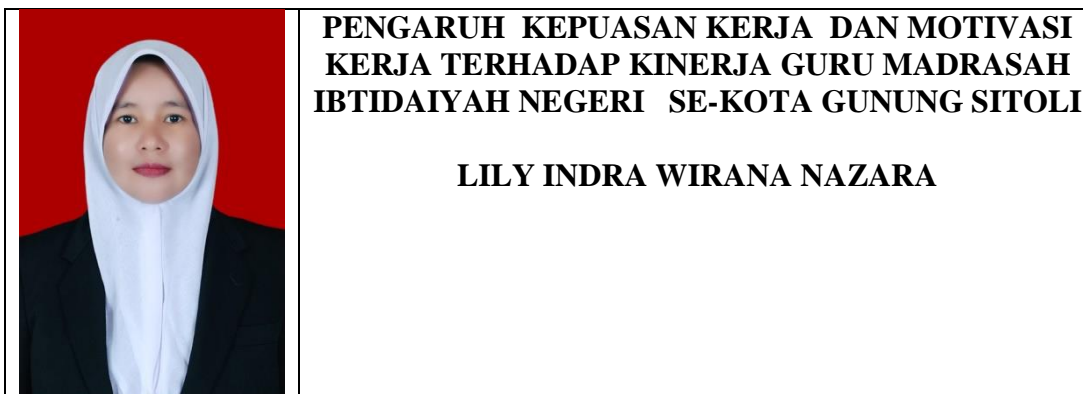 PENGARUH KEPUASAN KERJA DAN MOTIVASI
KERJA TERHADAP KINERJA GURU MADRASAH
IBTIDAIYAH NEGERI SE-KOTA GUNUNG SITOLI
LILY INDRA WIRANA NAZARA